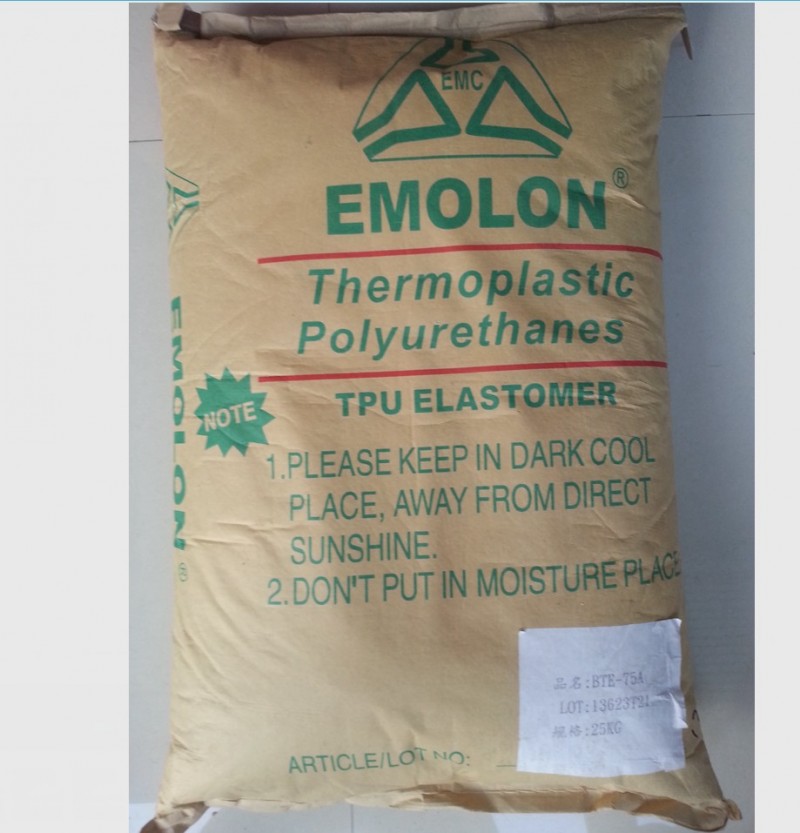 EMC
EMOLON®
Thermoplastic
Polyurethanes
NOTE
TPU ELASTOMER
1.PLEASE KEEP IN DARK COOL
PLACE, AWAY FROM DIRECT
SUNSHINE.
2.DON'T PUT IN MOISTURE PLACE
EMOLON®
品名:BTE-75A
LOT:
规格:25KG
ARTICLE/LOT NO: